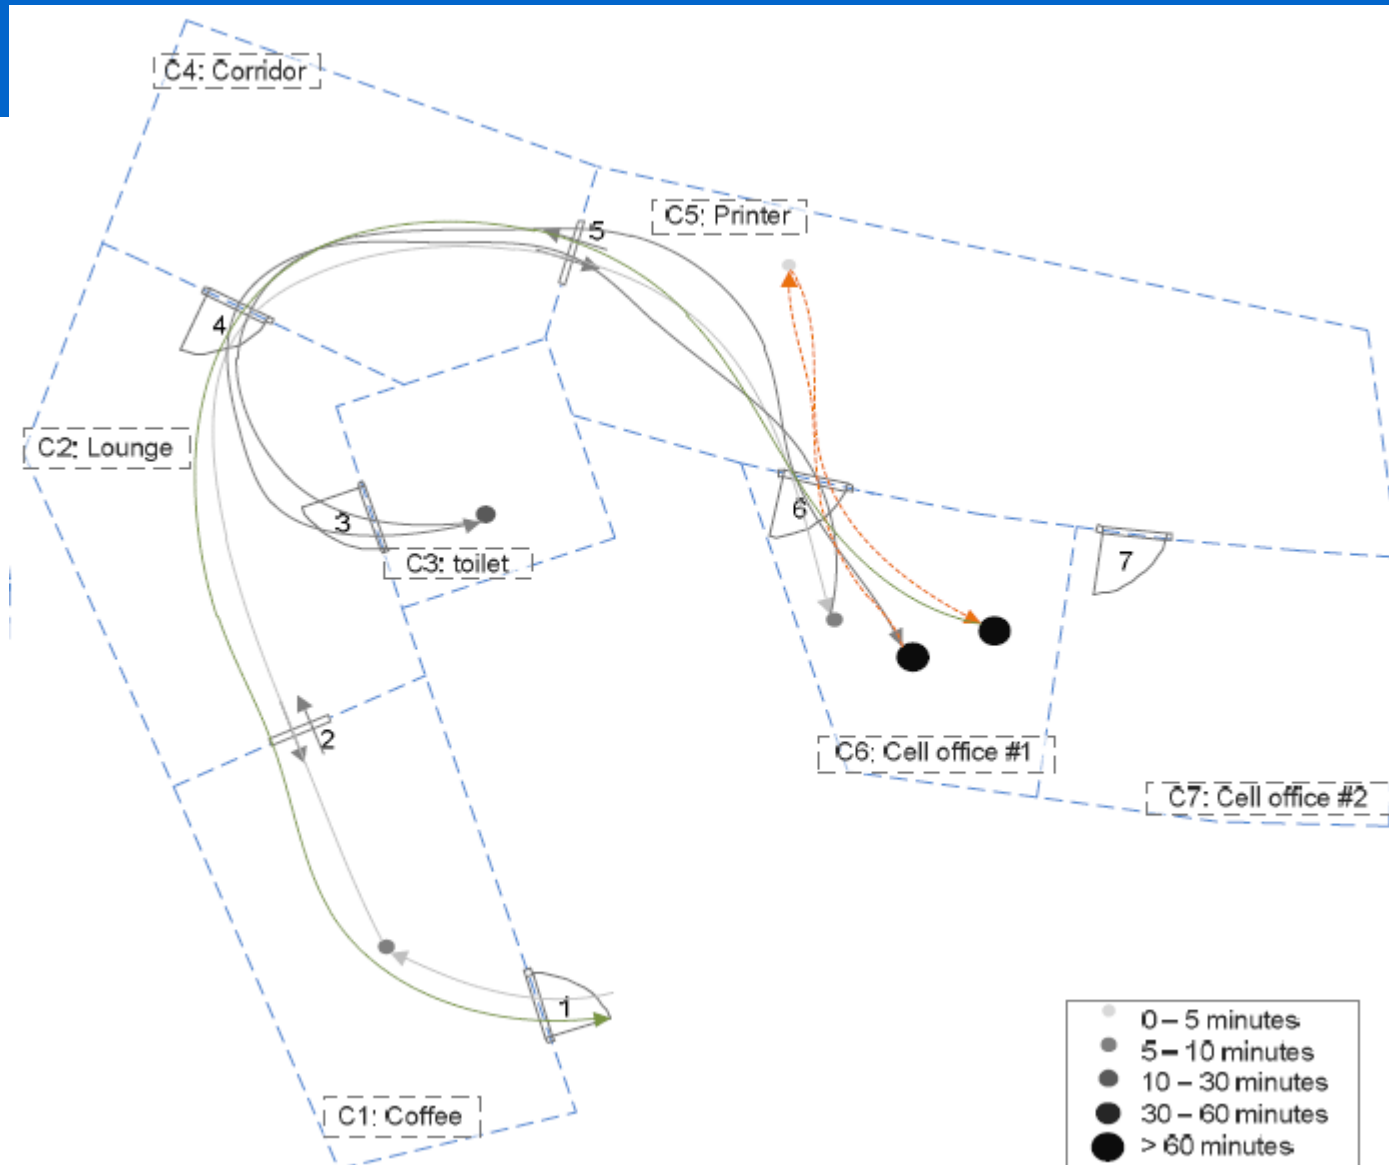 C4: Corridor
C5: Printer
5
4
C2: Lounge
3
6
C3: toilet
7
2
C6: Cell office #1
C7: Cell office #2
1
C1: Coffee
0 – 5 minutes
5 – 10 minutes
10 – 30 minutes
30 – 60 minutes
> 60 minutes